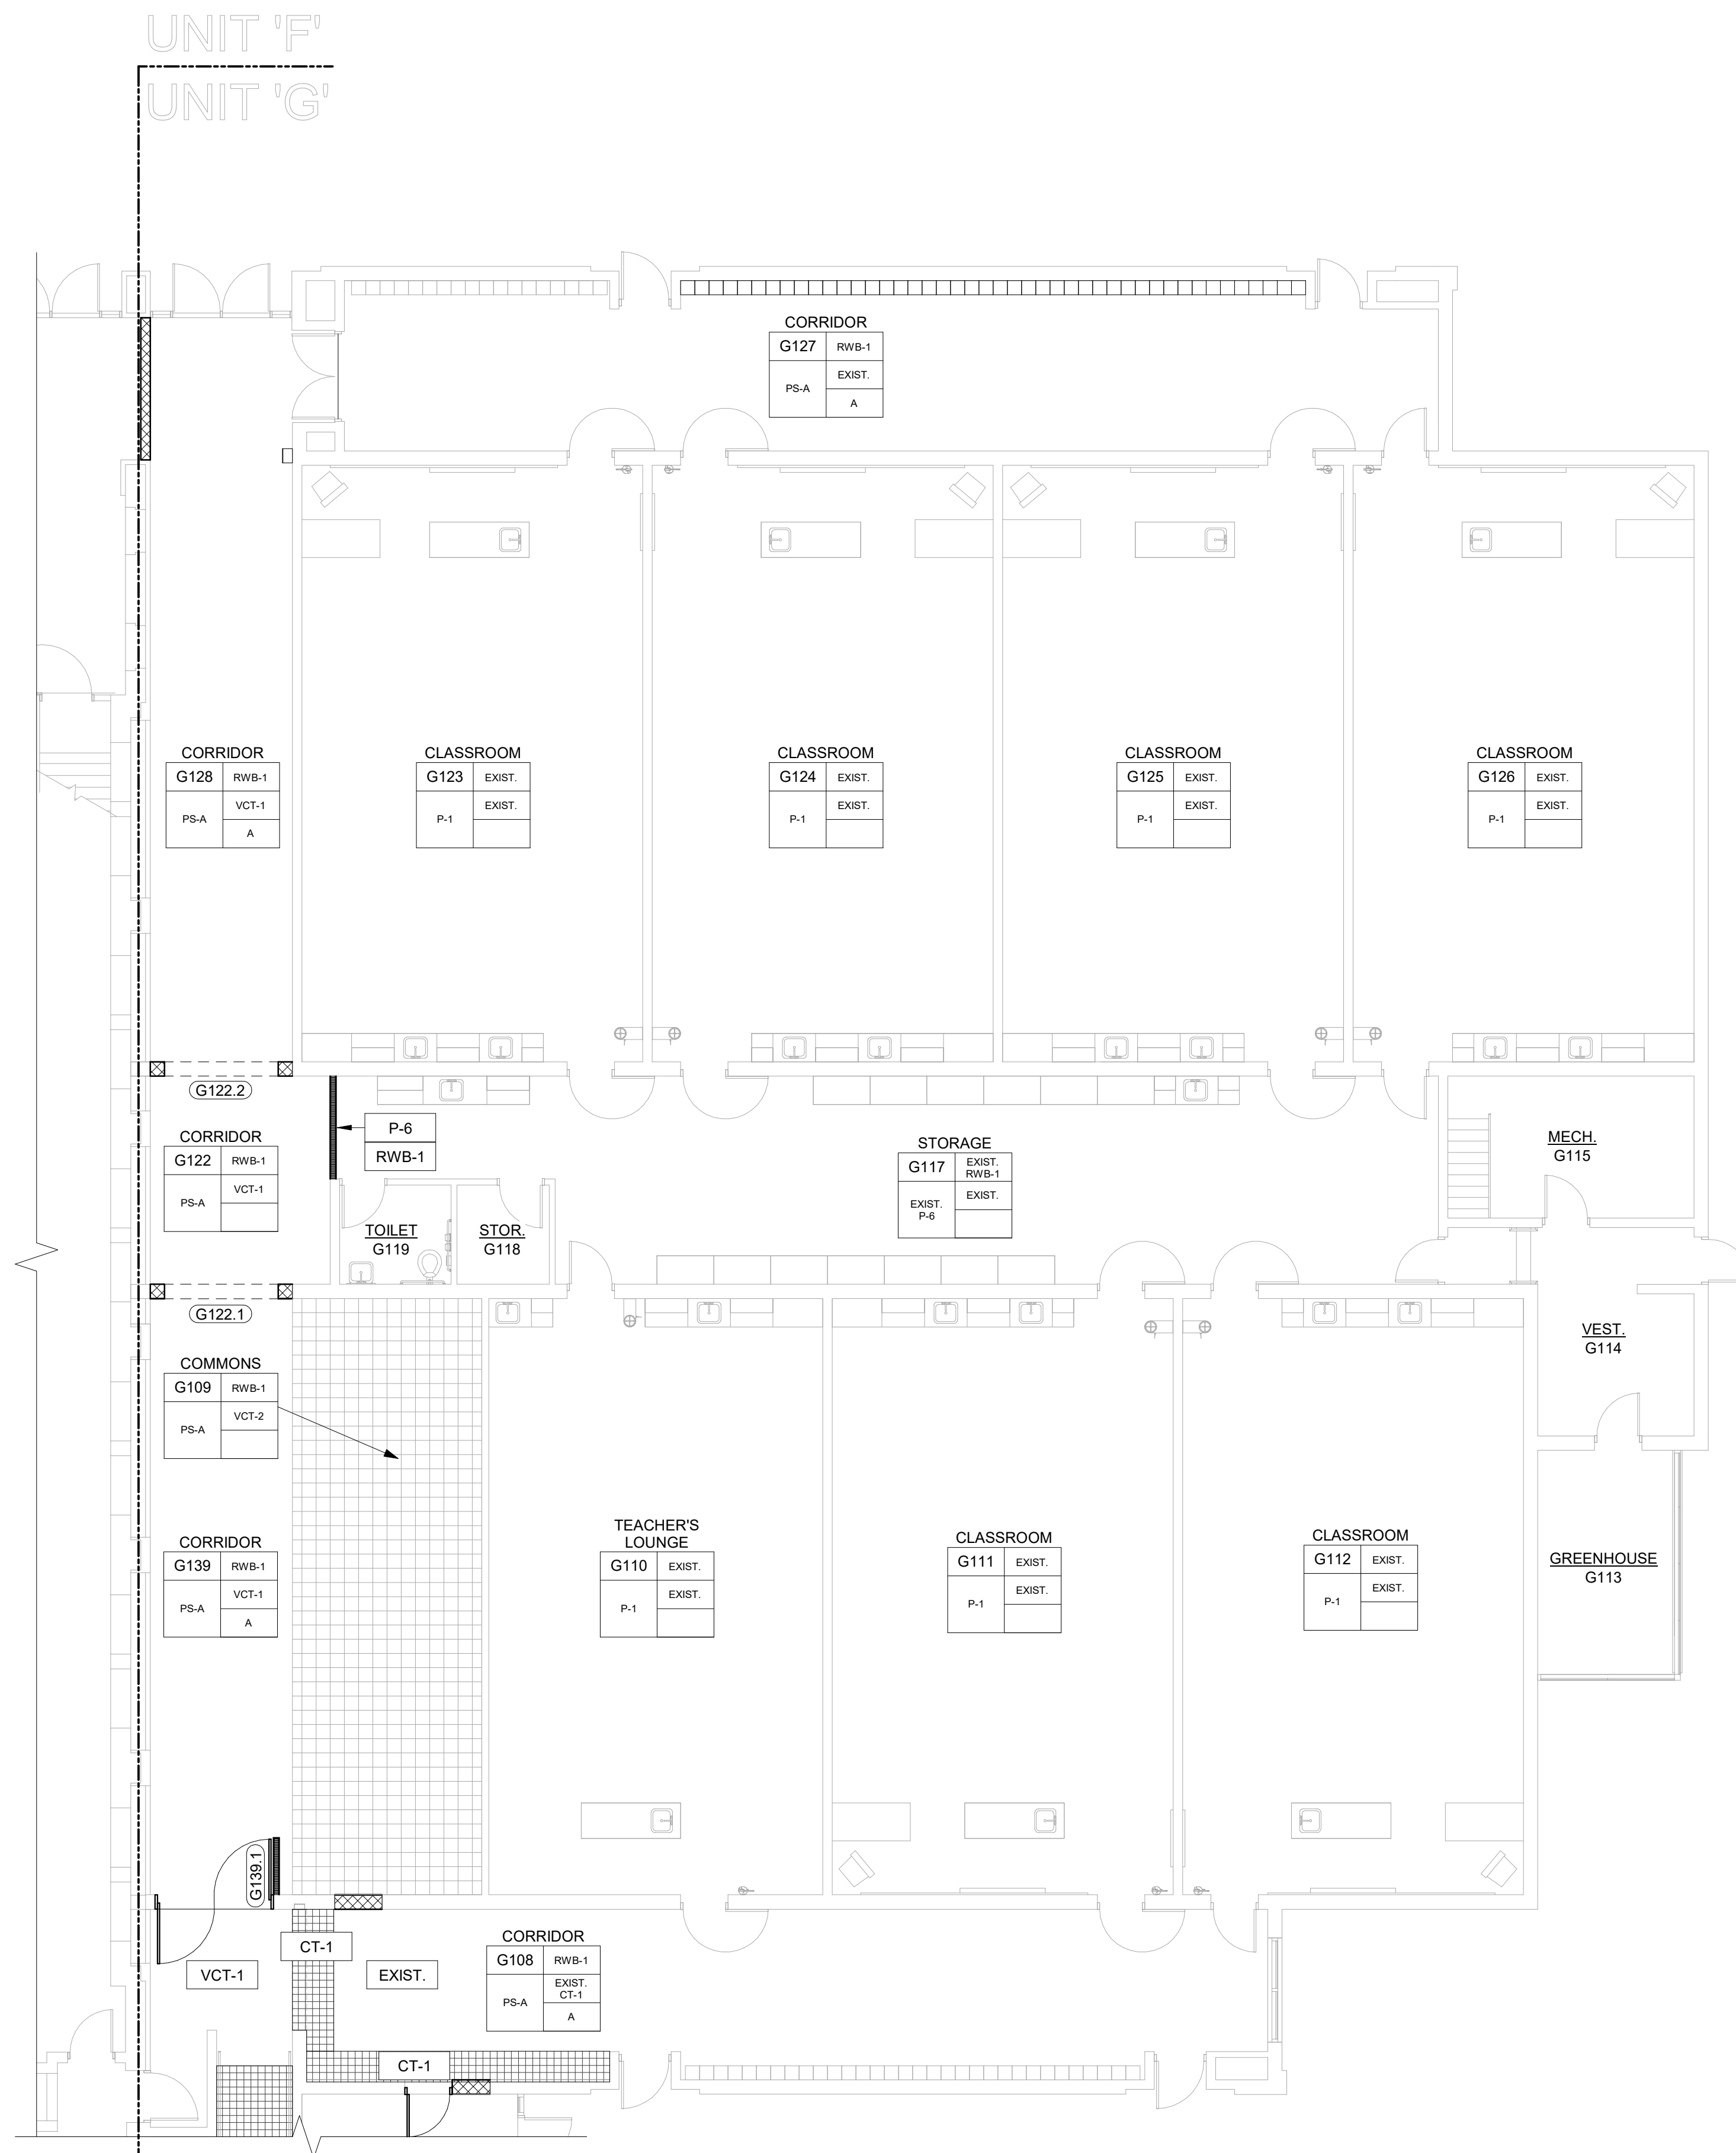 UNIT 'F'
UNIT 'G'
CORRIDOR
G127 RWB-1
EXIST.
PS-A
A
CORRIDOR
G128 RWB-1
VCT-1
PS-A
A
CLASSROOM
G123 EXIST.
EXIST.
P-1
CLASSROOM
G124 EXIST.
EXIST.
P-1
CLASSROOM
G125 EXIST.
EXIST.
P-1
CLASSROOM
G126 EXIST.
EXIST.
P-1
G122.2
P-6
RWB-1
CORRIDOR
G122 RWB-1
VCT-1
PS-A
STORAGE
G117 EXIST.
RWB-1
EXIST.
EXIST.
P-6
MECH.
G115
TOILET
G119
STOR.
G118
G122.1
VEST.
G114
COMMONS
G109 RWB-1
VCT-2
PS-A
CORRIDOR
G139 RWB-1
VCT-1
PS-A
A
TEACHER'S
LOUNGE
G110 EXIST.
EXIST.
P-1
CLASSROOM
G111 EXIST.
EXIST.
P-1
CLASSROOM
G112 EXIST.
EXIST.
P-1
GREENHOUSE
G113
G139.1
CT-1
VCT-1
EXIST.
CORRIDOR
G108 RWB-1
EXIST.
CT-1
PS-A
A
CT-1